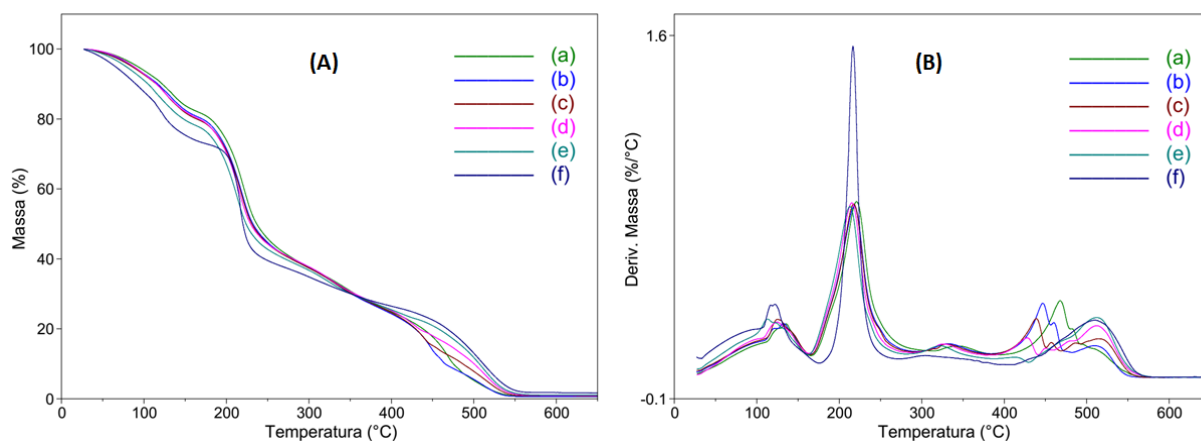 (A)
100
80
60
40
20
0
Massa (%)
0 100 200 300 400 500 600
Temperatura (°C)
(a)
(b)
(c)
(d)
(e)
(f)
(B)
1.6
-0.1
Deriv. Massa (%/°C)
0 100 200 300 400 500 600
Temperatura (°C)
(a)
(b)
(c)
(d)
(e)
(f)